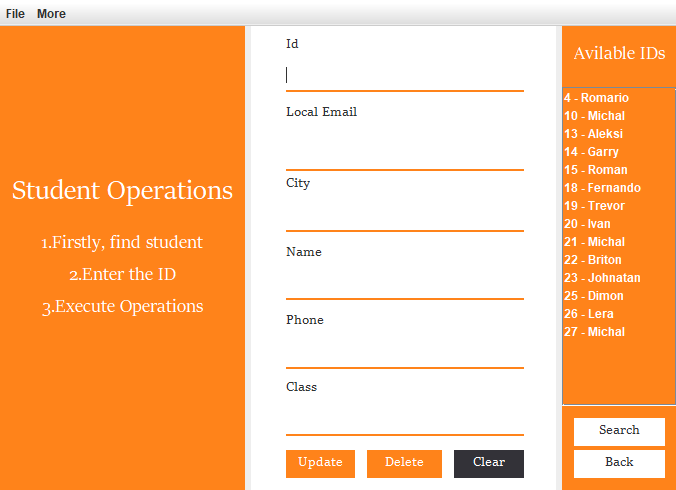 File More
Student Operations
1.Firstly, find student
2.Enter the ID
3.Execute Operations
Id
Local Email
City
Name
Phone
Class
Update Delete Clear
Avilable IDs
4 - Romario
10 - Michal
13 - Aleksi
14 - Garry
15 - Roman
18 - Fernando
19 - Trevor
20 - Ivan
21 - Michal
22 - Briton
23 - Johnatan
25 - Dimon
26 - Lera
27 - Michal
Search
Back